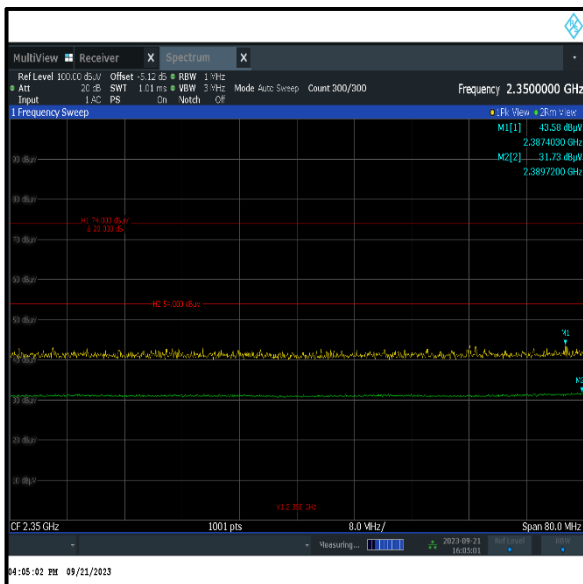 MultiView Receiver X Spectrum X
Ref Level 100.00 dBµV Offset -5.12 dB RBW 1 MHz
Att 20 dB SWT 1.01 ms VBW 3 MHz Mode Auto Sweep Count 300/300 Frequency 2.3500000 GHz
Input 1 AC PS On Notch Off
1 Frequency Sweep 1Pk View 2Rm View
M1[1] 43.58 dBµV
2.3874030 GHz
M2[2] 31.73 dBµV
2.3897200 GHz
90 dBµV
80 dBµV
H1 74.000 dBµV
70 dBµV
60 dBµV
H2 54.000 dBµV
50 dBµV
M1
40 dBµV
M2
30 dBµV
20 dBµV
10 dBµV
CF 2.35 GHz 1001 pts 8.0 MHz/ Span 80.0 MHz
Measuring... 2023-09-21 Ref Level RBW
16:05:01
04:05:02 PM 09/21/2023